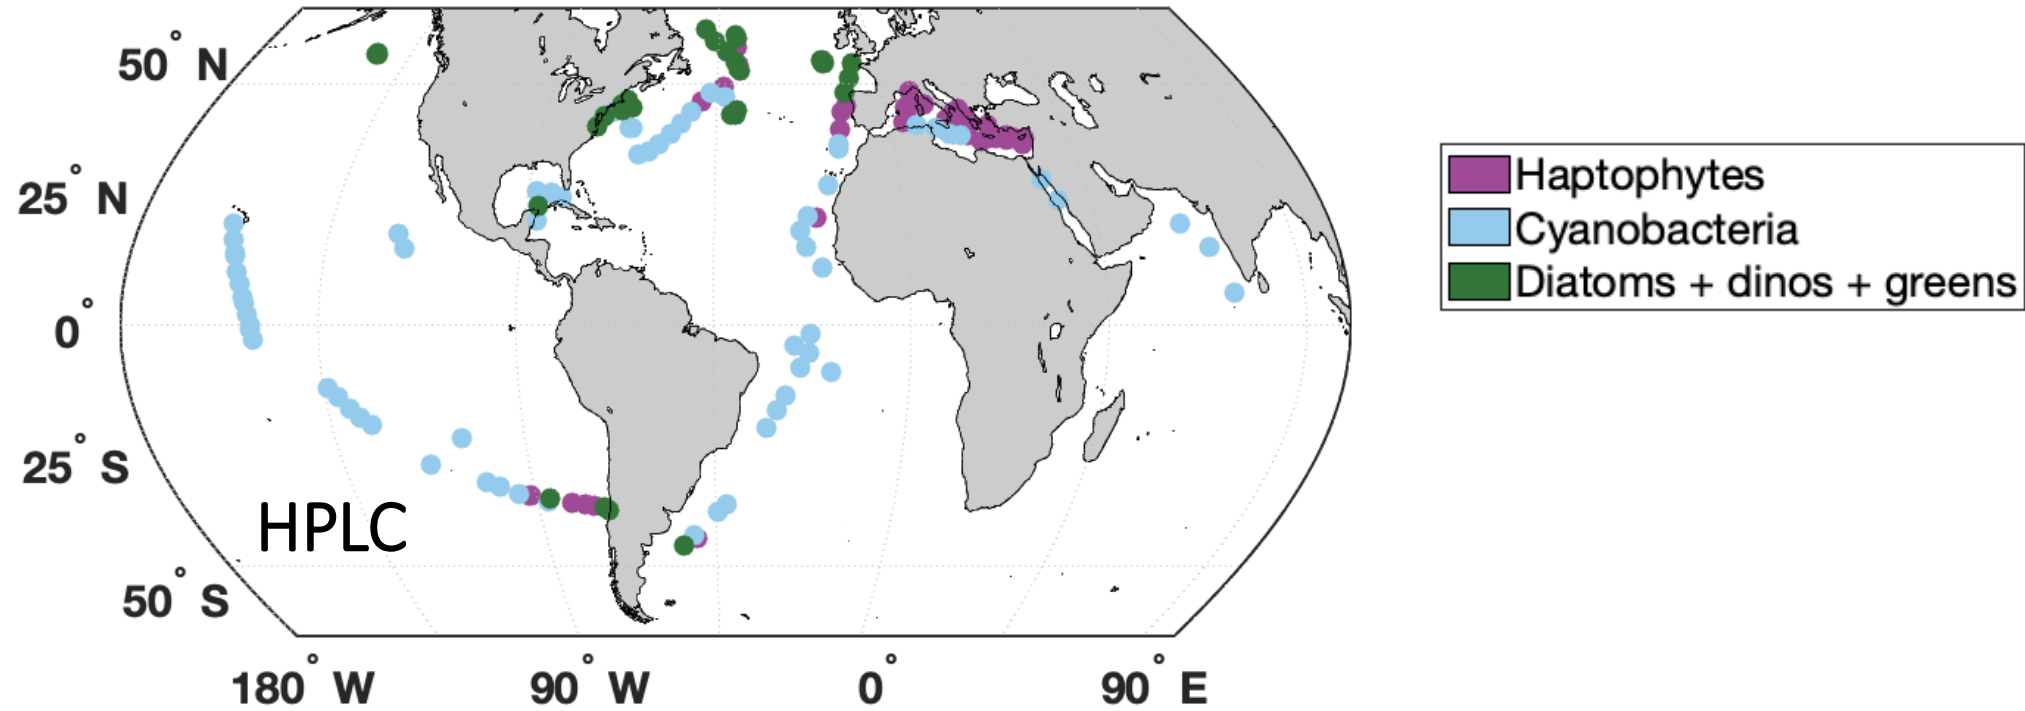 50° N
25° N
0°
25° S
50° S
HPLC
180° W
90° W
0°
90° E
Haptophytes
Cyanobacteria
Diatoms + dinos + greens